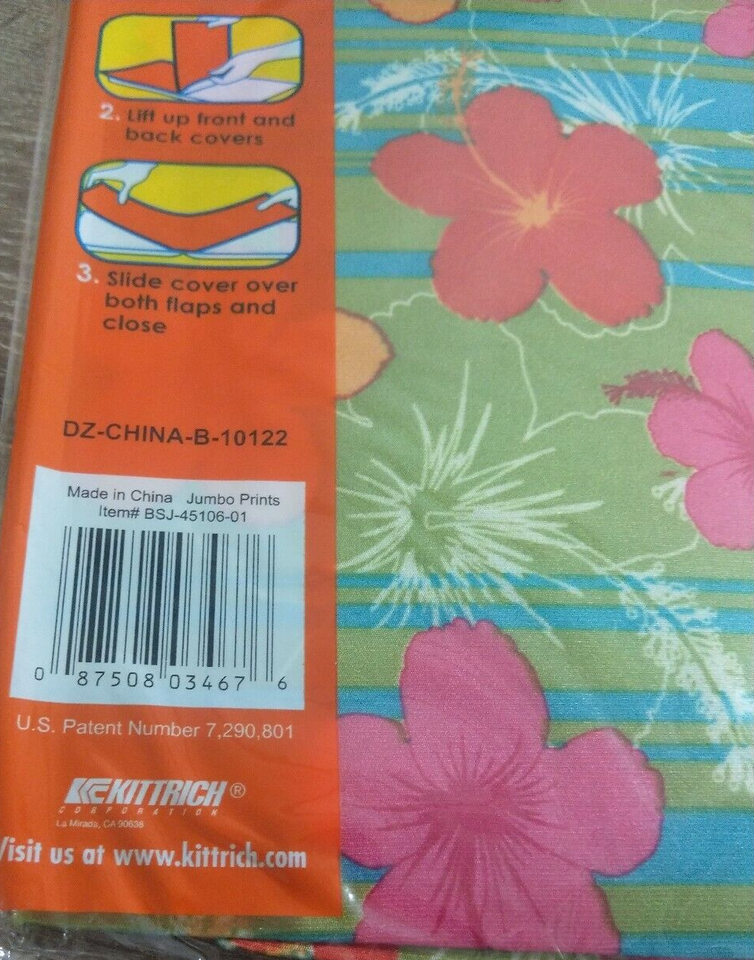 2. Lift up front and
back covers
3. Slide cover over
both flaps and
close
DZ-CHINA-B-10122
Made in China Jumbo Prints
Item# BSJ-45106-01
0 87508 03467 6
U.S. Patent Number 7,290,801
KITTRICH®
CORPORATION
La Mirada, CA 90638
Visit us at www.kittrich.com